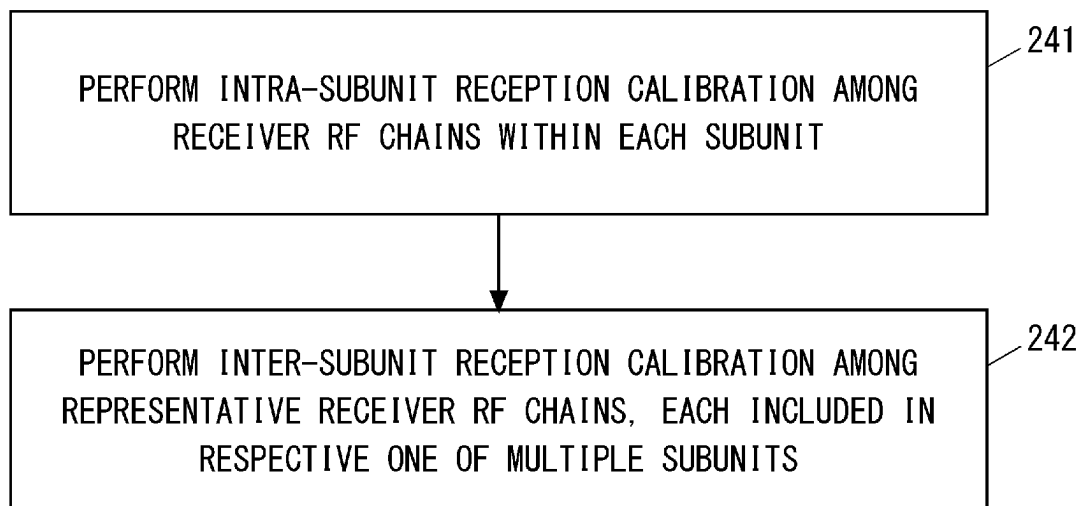 241
PERFORM INTRA-SUBUNIT RECEPTION CALIBRATION AMONG
RECEIVER RF CHAINS WITHIN EACH SUBUNIT
242
PERFORM INTER-SUBUNIT RECEPTION CALIBRATION AMONG
REPRESENTATIVE RECEIVER RF CHAINS, EACH INCLUDED IN
RESPECTIVE ONE OF MULTIPLE SUBUNITS